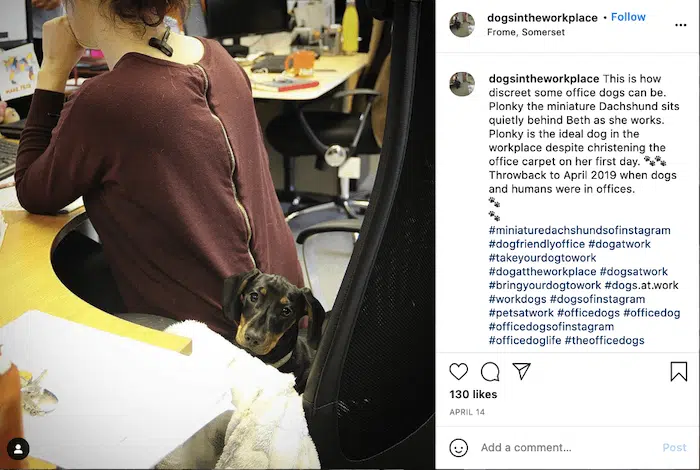 dogsintheworkplace • Follow
Frome, Somerset
dogsintheworkplace This is how
discreet some office dogs can be.
Plonky the miniature Dachshund sits
quietly behind Beth as she works.
Plonky is the ideal dog in the
workplace despite christening the
office carpet on her first day. 🐾🐾
Throwback to April 2019 when dogs
and humans were in offices.
🐾
🐾
#miniaturedachshundsofinstagram
#dogfriendlyoffice #dogatwork
#takeyourdogtowork
#dogattheworkplace #dogsatwork
#bringyourdogtowork #dogs.at.work
#workdogs #dogsofinstagram
#petsatwork #officedogs #officedog
#officedogsofinstagram
#officedoglife #theofficedogs
130 likes
APRIL 14
Add a comment... Post